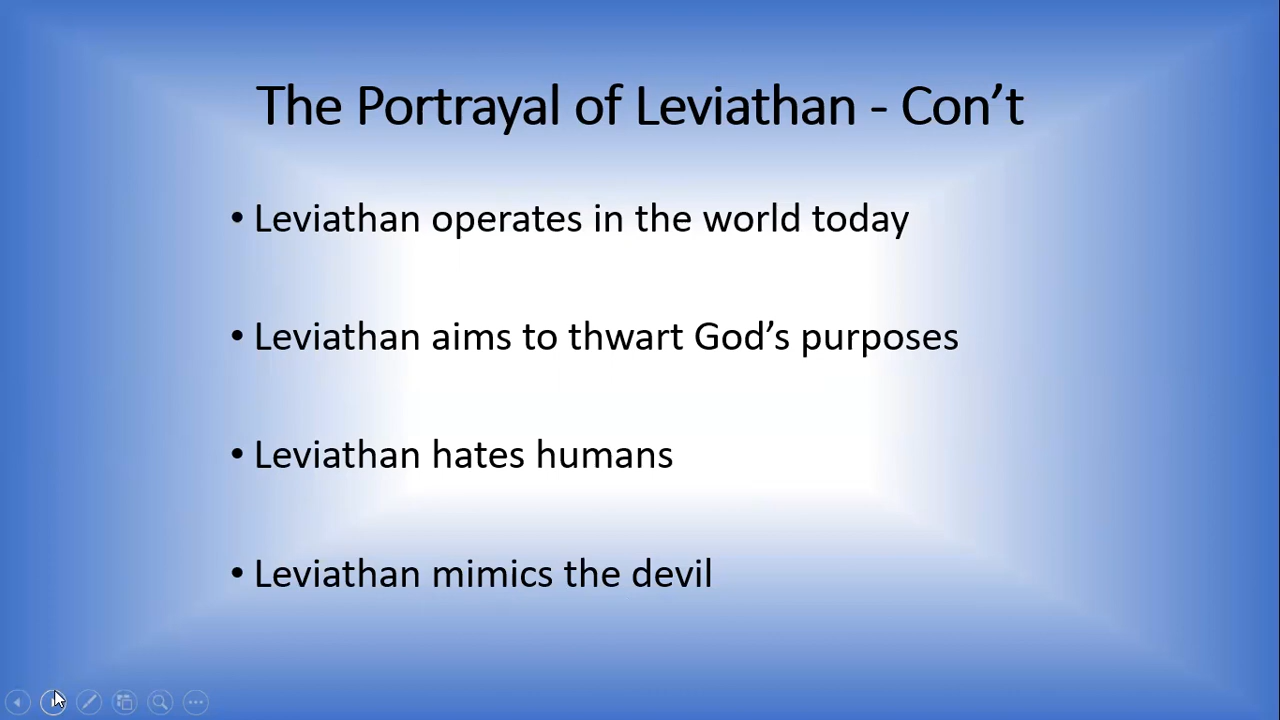 The Portrayal of Leviathan - Con’t
• Leviathan operates in the world today
• Leviathan aims to thwart God’s purposes
• Leviathan hates humans
• Leviathan mimics the devil